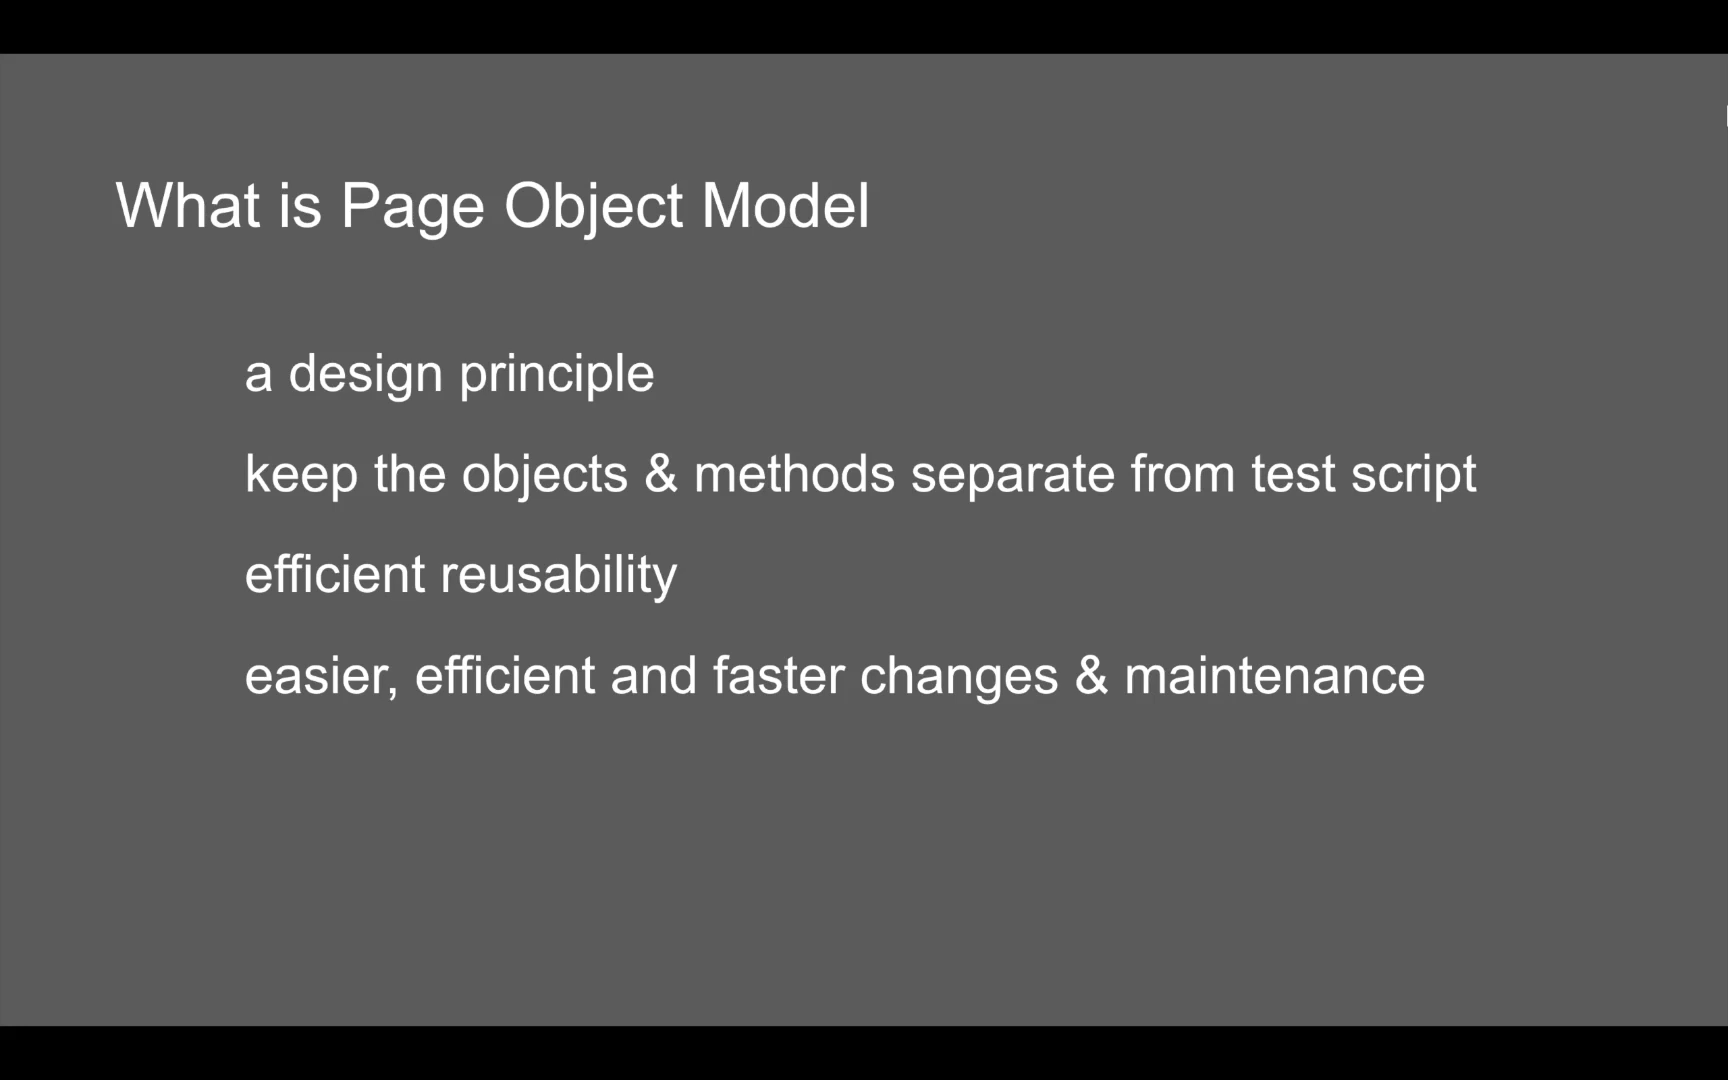 What is Page Object Model
a design principle
keep the objects & methods separate from test script
efficient reusability
easier, efficient and faster changes & maintenance